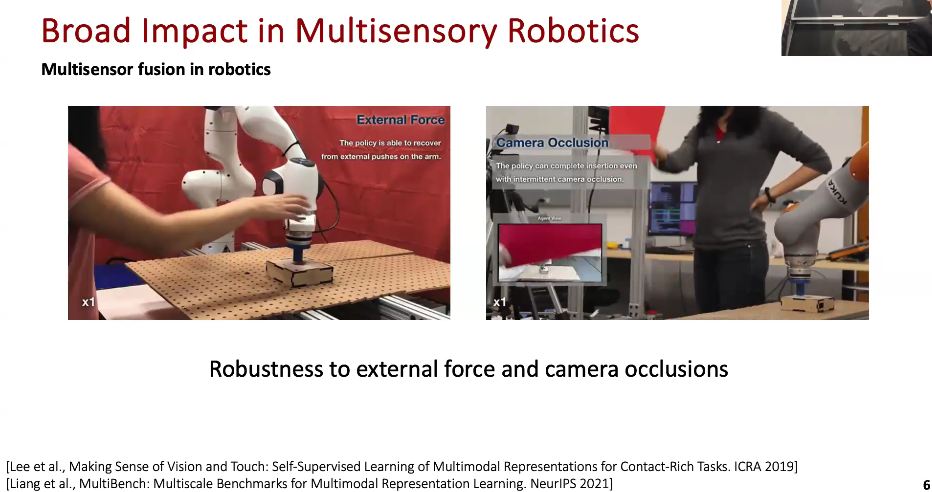 Broad Impact in Multisensory Robotics
Multisensor fusion in robotics
External Force
The policy is able to recover
from external pushes on the arm.
x1
Camera Occlusion
The policy can complete insertion even
with intermittent camera occlusion.
Agent View
KUKA
x1
Robustness to external force and camera occlusions
[Lee et al., Making Sense of Vision and Touch: Self-Supervised Learning of Multimodal Representations for Contact-Rich Tasks. ICRA 2019]
[Liang et al., MultiBench: Multiscale Benchmarks for Multimodal Representation Learning. NeurIPS 2021]
6